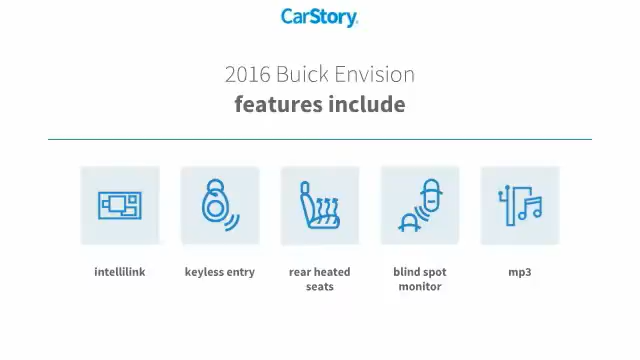 CarStory.
2016 Buick Envision
features include
intellilink
keyless entry
rear heated
seats
blind spot
monitor
mp3